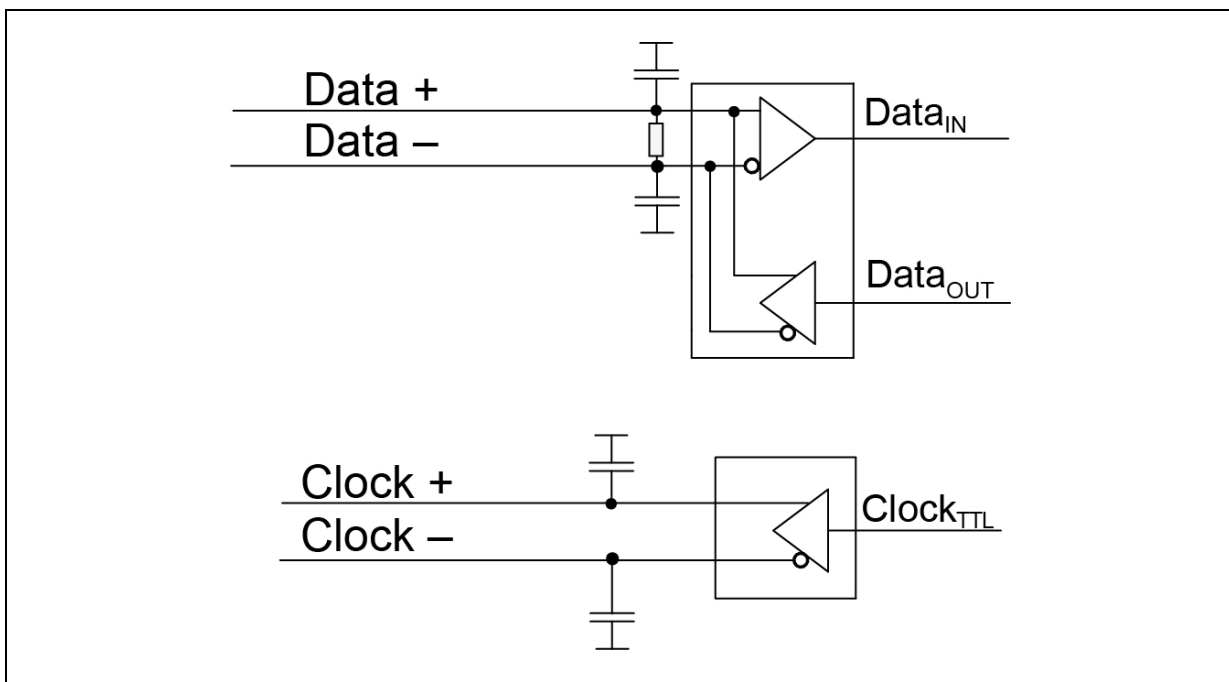 Data +
Data –
DataIN
DataOUT
Clock +
Clock –
ClockTTL